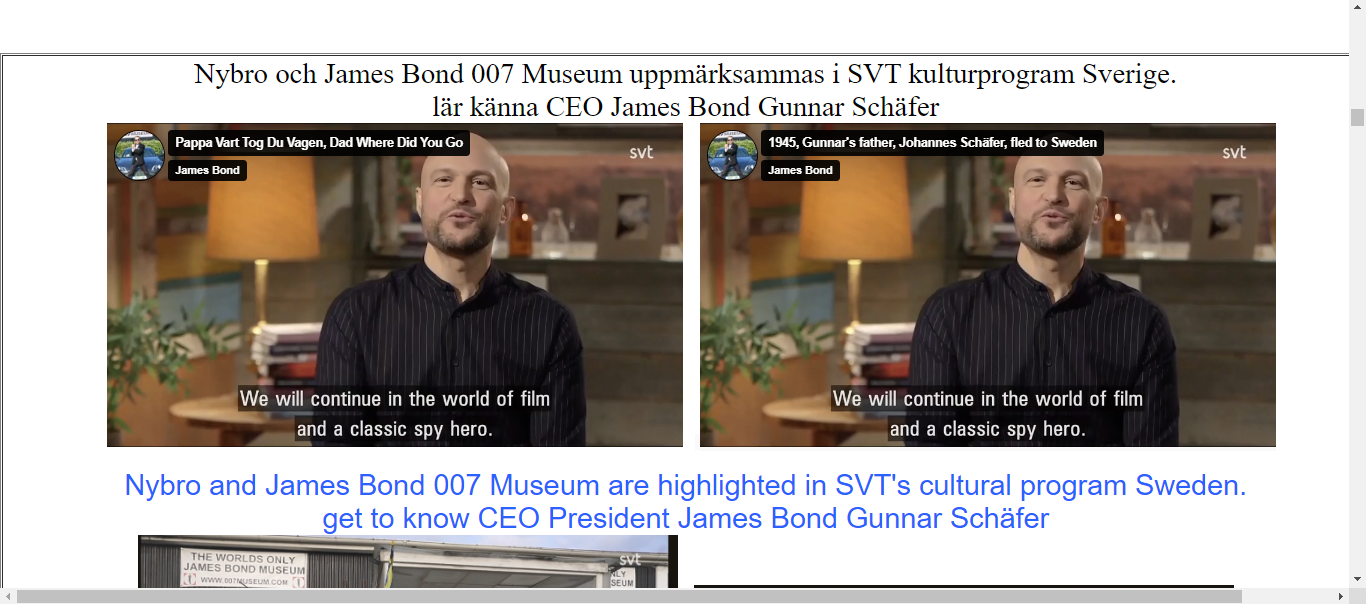 Nybro och James Bond 007 Museum uppmärksammas i SVT kulturprogram Sverige.
lär känna CEO James Bond Gunnar Schäfer
Pappa Vart Tog Du Vagen, Dad Where Did You Go
James Bond
svt
We will continue in the world of film
and a classic spy hero.
1945, Gunnar's father, Johannes Schäfer, fled to Sweden
James Bond
svt
We will continue in the world of film
and a classic spy hero.
Nybro and James Bond 007 Museum are highlighted in SVT's cultural program Sweden.
get to know CEO President James Bond Gunnar Schäfer
THE WORLDS ONLY
JAMES BOND MUSEUM
WWW.007MUSEUM.COM
svt